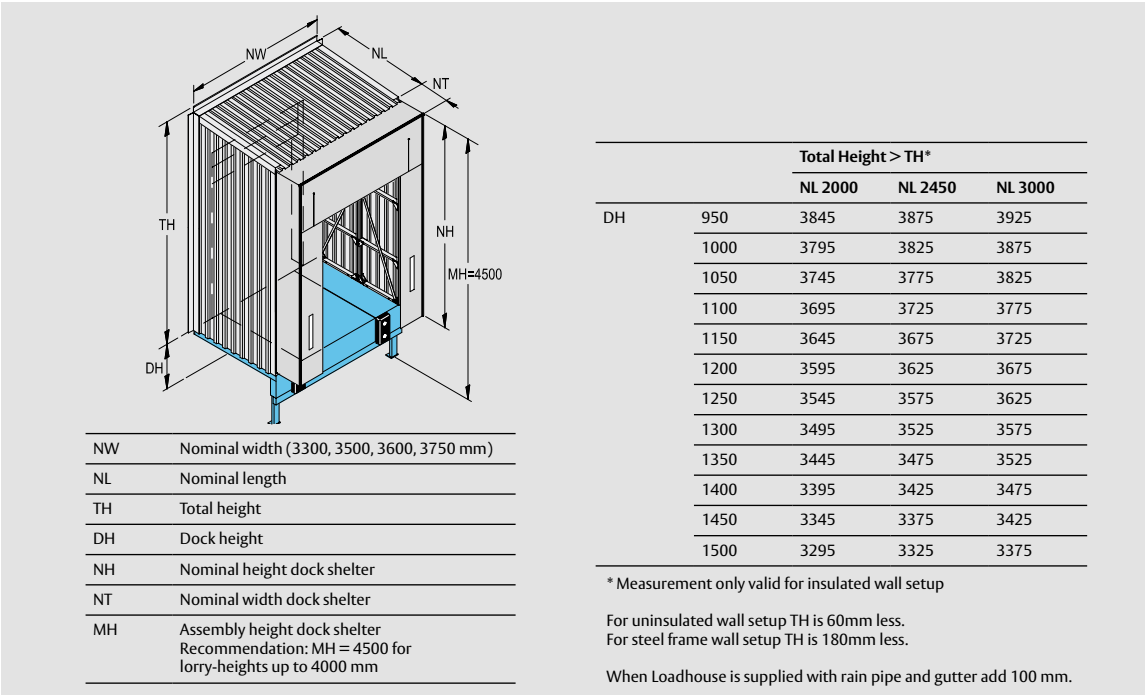 NW
NL
NT
TH
NH
MH=4500
DH
NW Nominal width (3300, 3500, 3600, 3750 mm)
NL Nominal length
TH Total height
DH Dock height
NH Nominal height dock shelter
NT Nominal width dock shelter
MH Assembly height dock shelter
Recommendation: MH = 4500 for
lorry-heights up to 4000 mm
Total Height > TH*
NL 2000 NL 2450 NL 3000
DH 950 3845 3875 3925
1000 3795 3825 3875
1050 3745 3775 3825
1100 3695 3725 3775
1150 3645 3675 3725
1200 3595 3625 3675
1250 3545 3575 3625
1300 3495 3525 3575
1350 3445 3475 3525
1400 3395 3425 3475
1450 3345 3375 3425
1500 3295 3325 3375
* Measurement only valid for insulated wall setup
For uninsulated wall setup TH is 60mm less.
For steel frame wall setup TH is 180mm less.
When Loadhouse is supplied with rain pipe and gutter add 100 mm.